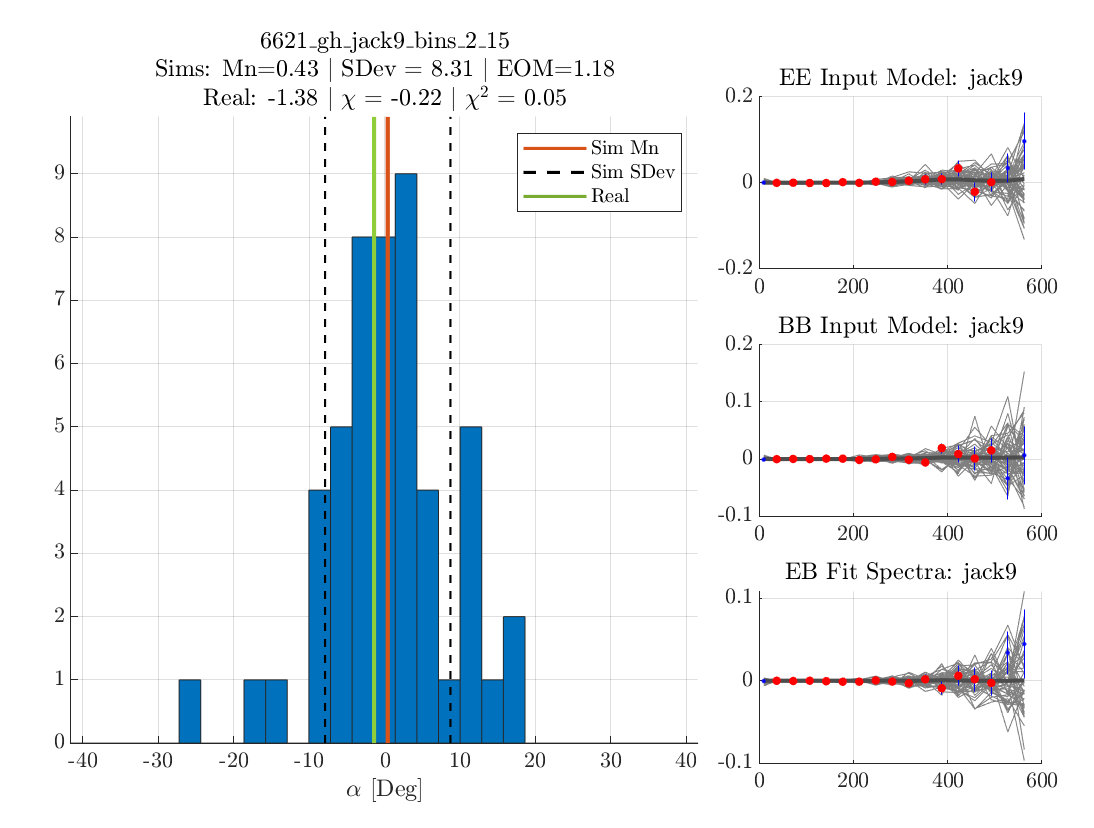 6621_gh_jack9_bins_2_15
Sims: Mn=0.43 | SDev = 8.31 | EOM=1.18
Real: -1.38 | χ = -0.22 | χ² = 0.05
Sim Mn
Sim SDev
Real
9
8
7
6
5
4
3
2
1
0
-40 -30 -20 -10 0 10 20 30 40
α [Deg]
EE Input Model: jack9
0.2
0
-0.2
0 200 400 600
BB Input Model: jack9
0.2
0.1
0
-0.1
0 200 400 600
EB Fit Spectra: jack9
0.1
0
-0.1
0 200 400 600